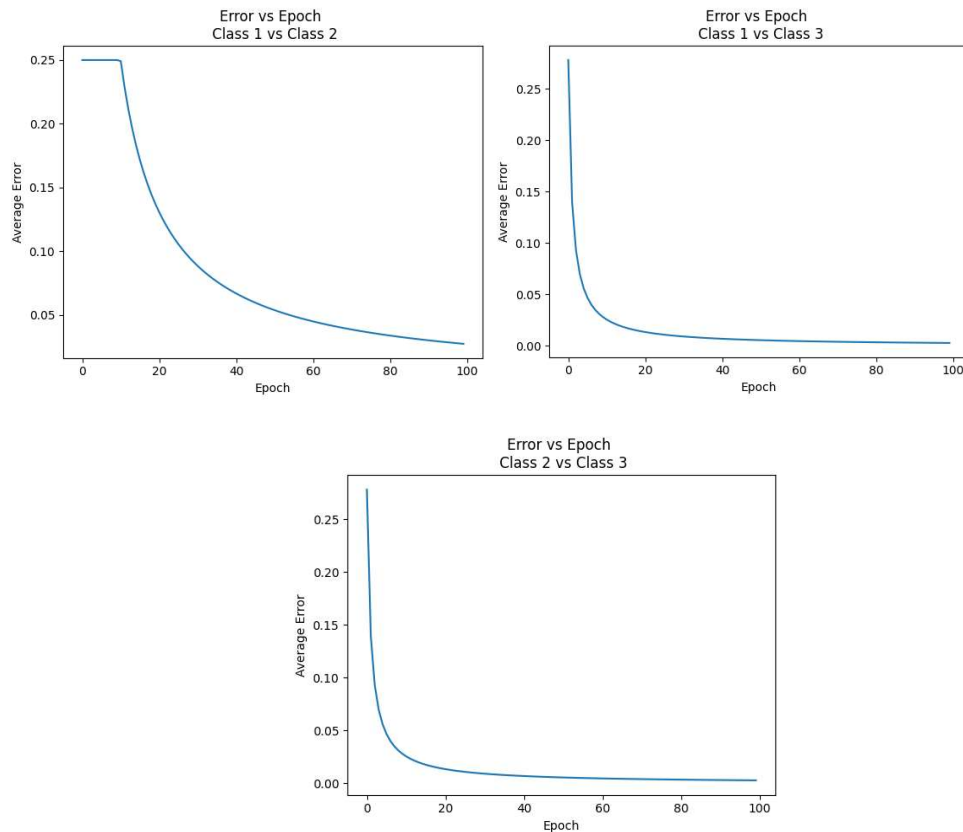 Error vs Epoch
Class 1 vs Class 2
0.25
0.20
0.15
0.10
0.05
Average Error
0 20 40 60 80 100
Epoch
Error vs Epoch
Class 1 vs Class 3
0.25
0.20
0.15
0.10
0.05
0.00
Average Error
0 20 40 60 80 100
Epoch
Error vs Epoch
Class 2 vs Class 3
0.25
0.20
0.15
0.10
0.05
0.00
Average Error
0 20 40 60 80 100
Epoch